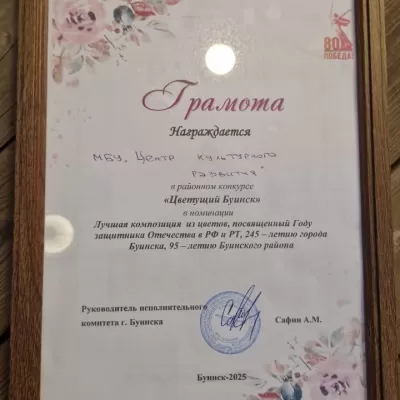 80
ПОБЕДА!
Грамота
Награждается
МБУ "Центр культурного
развития"
в районном конкурсе
«Цветущий Буинск»
в номинации
Лучшая композиция из цветов, посвященный Году
защитника Отечества в РФ и РТ, 245 – летию города
Буинска, 95 – летию Буинского района
Руководитель исполнительного
комитета г. Буинска
Сафин А.М.
Буинск-2025